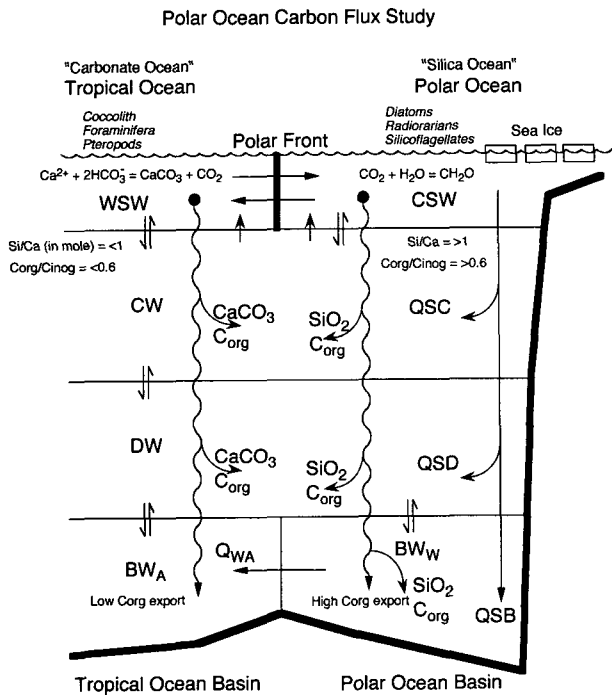 Polar Ocean Carbon Flux Study
"Carbonate Ocean"
Tropical Ocean
"Silica Ocean"
Polar Ocean
Coccolith
Foraminifera
Pteropods
Polar Front
Diatoms
Radiorarians
Silicoflagellates
Sea Ice
Ca²⁺ + 2HCO₃⁻ = CaCO₃ + CO₂
CO₂ + H₂O = CH₂O
WSW
CSW
Si/Ca (in mole) = <1
Corg/Cinog = <0.6
Si/Ca = >1
Corg/Cinog = >0.6
CW
CaCO₃
Corg
SiO₂
Corg
QSC
DW
CaCO₃
Corg
SiO₂
Corg
QSD
BWA
QWA
BWW
SiO₂
Corg
Low Corg export
High Corg export
QSB
Tropical Ocean Basin
Polar Ocean Basin